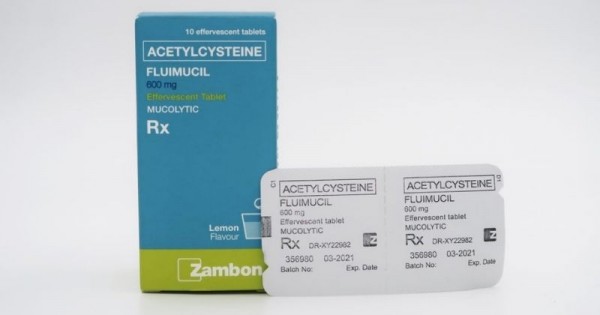 10 effervescent tablets
ACETYLCYSTEINE
FLUIMUCIL
600 mg
Effervescent Tablet
MUCOLYTIC
Rx
Lemon
Flavour
Zambon
ACETYLCYSTEINE
FLUIMUCIL
600 mg
Effervescent tablet
MUCOLYTIC
Rx DR-XY22982
356980 03-2021
Batch No: Exp. Date
ACETYLCYSTEINE
FLUIMUCIL
600 mg
Effervescent tablet
MUCOLYTIC
Rx DR-XY22982
356980 03-2021
Batch No: Exp. Date